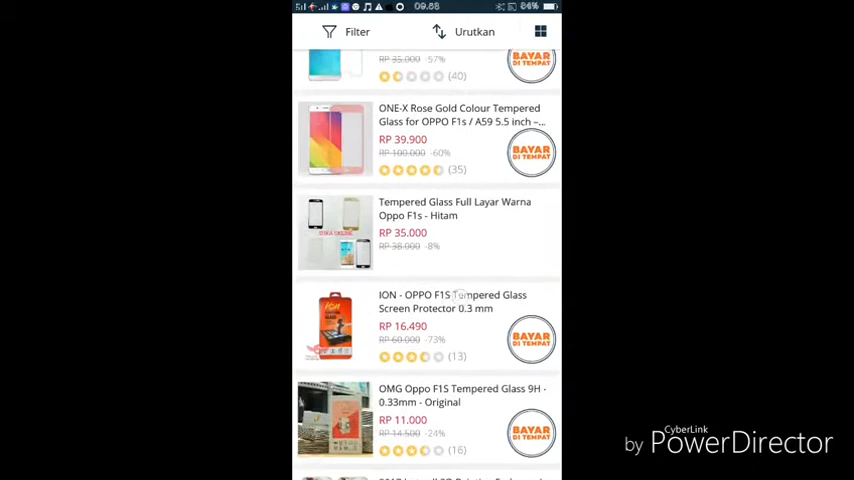 09.88
84%
Filter
Urutkan
RP 35.000 -57%
(40)
BAYAR
DI TEMPAT
ONE-X Rose Gold Colour Tempered
Glass for OPPO F1s / A59 5.5 inch –...
RP 39.900
RP 100.000 -60%
(35)
BAYAR
DI TEMPAT
Tempered Glass Full Layar Warna
Oppo F1s - Hitam
RP 35.000
RP 38.000 -8%
ION - OPPO F1S Tempered Glass
Screen Protector 0.3 mm
RP 16.490
RP 60.000 -73%
(13)
BAYAR
DI TEMPAT
ION
OMG Oppo F1S Tempered Glass 9H -
0.33mm - Original
RP 11.000
RP 14.500 -24%
(16)
BAYAR
DI TEMPAT
CyberLink
by PowerDirector